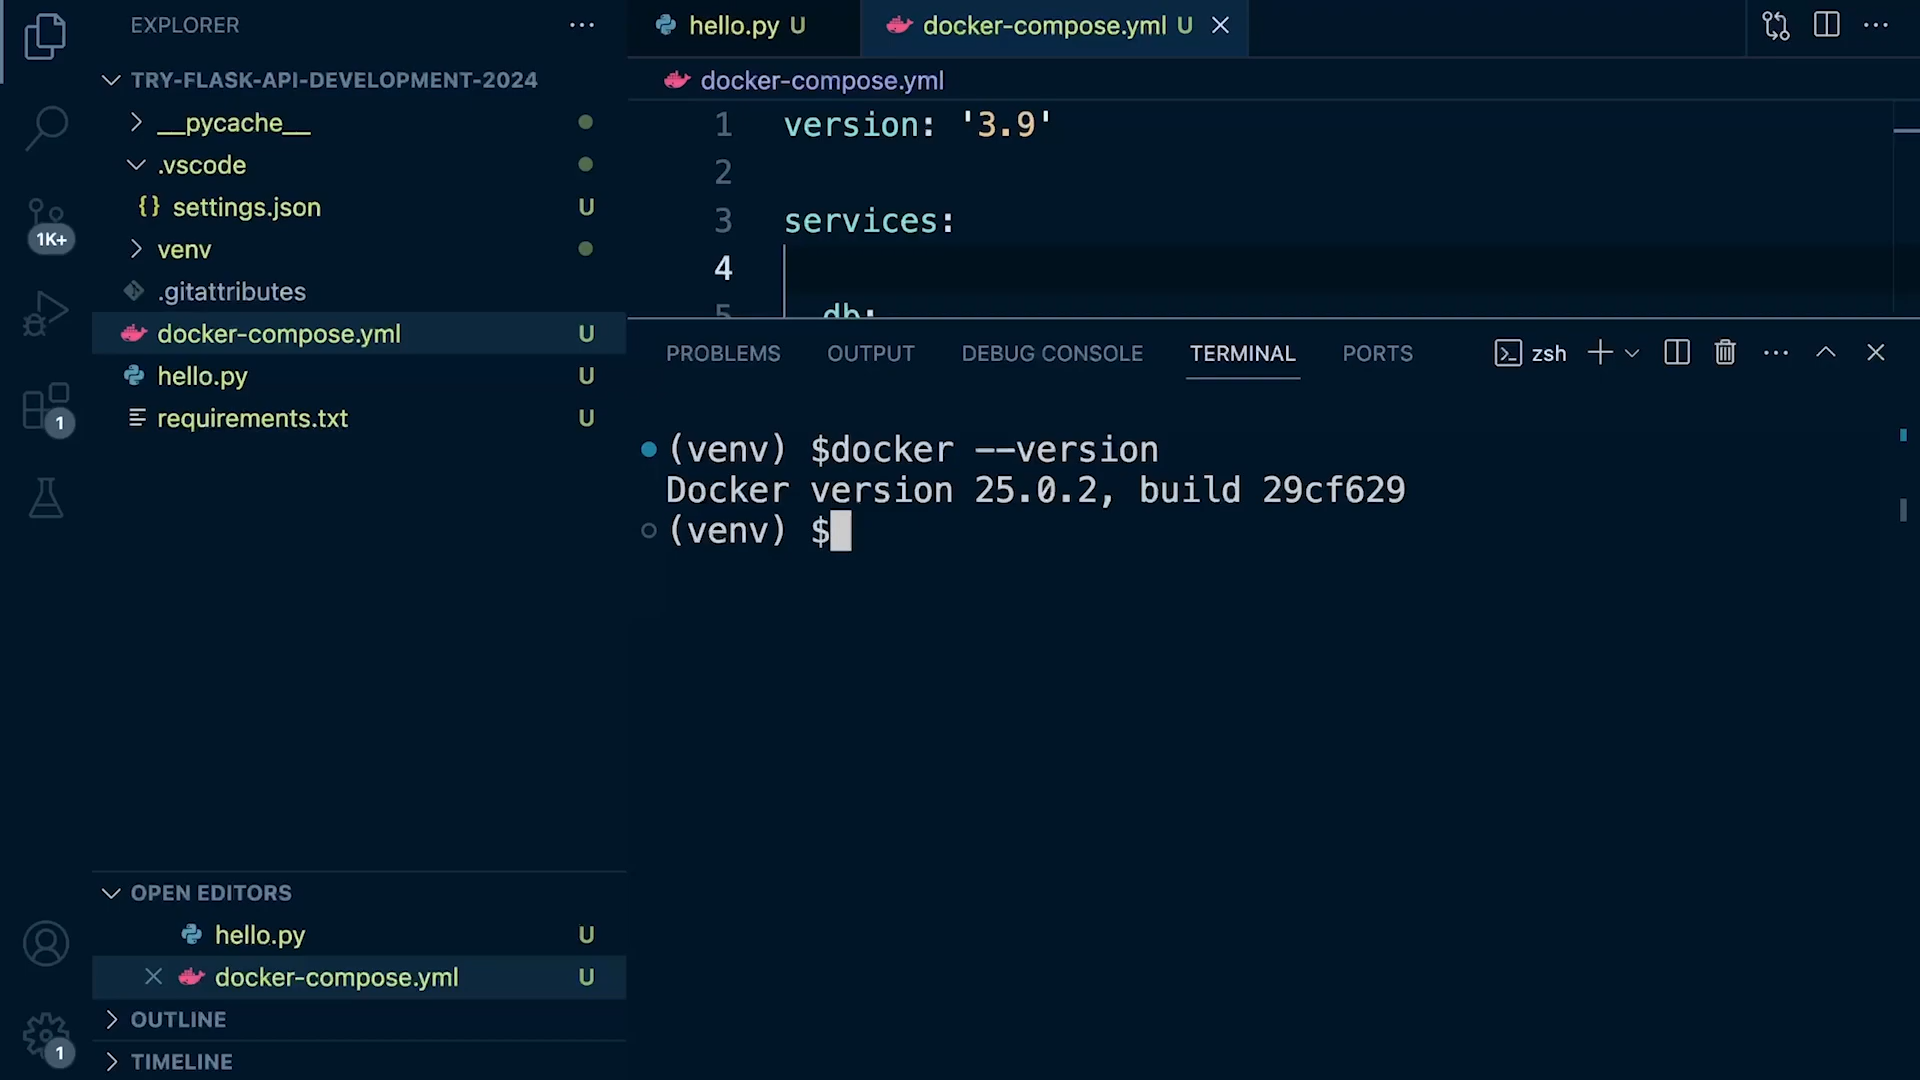 EXPLORER
TRY-FLASK-API-DEVELOPMENT-2024
__pycache__
.vscode
{} settings.json U
venv
.gitattributes
docker-compose.yml U
hello.py U
requirements.txt U
1K+
1
OPEN EDITORS
hello.py U
docker-compose.yml U
OUTLINE
TIMELINE
1
hello.py U
docker-compose.yml U
docker-compose.yml
1 version: '3.9'
2
3 services:
4
5 db:
PROBLEMS OUTPUT DEBUG CONSOLE TERMINAL PORTS zsh
(venv) $docker --version
Docker version 25.0.2, build 29cf629
(venv) $